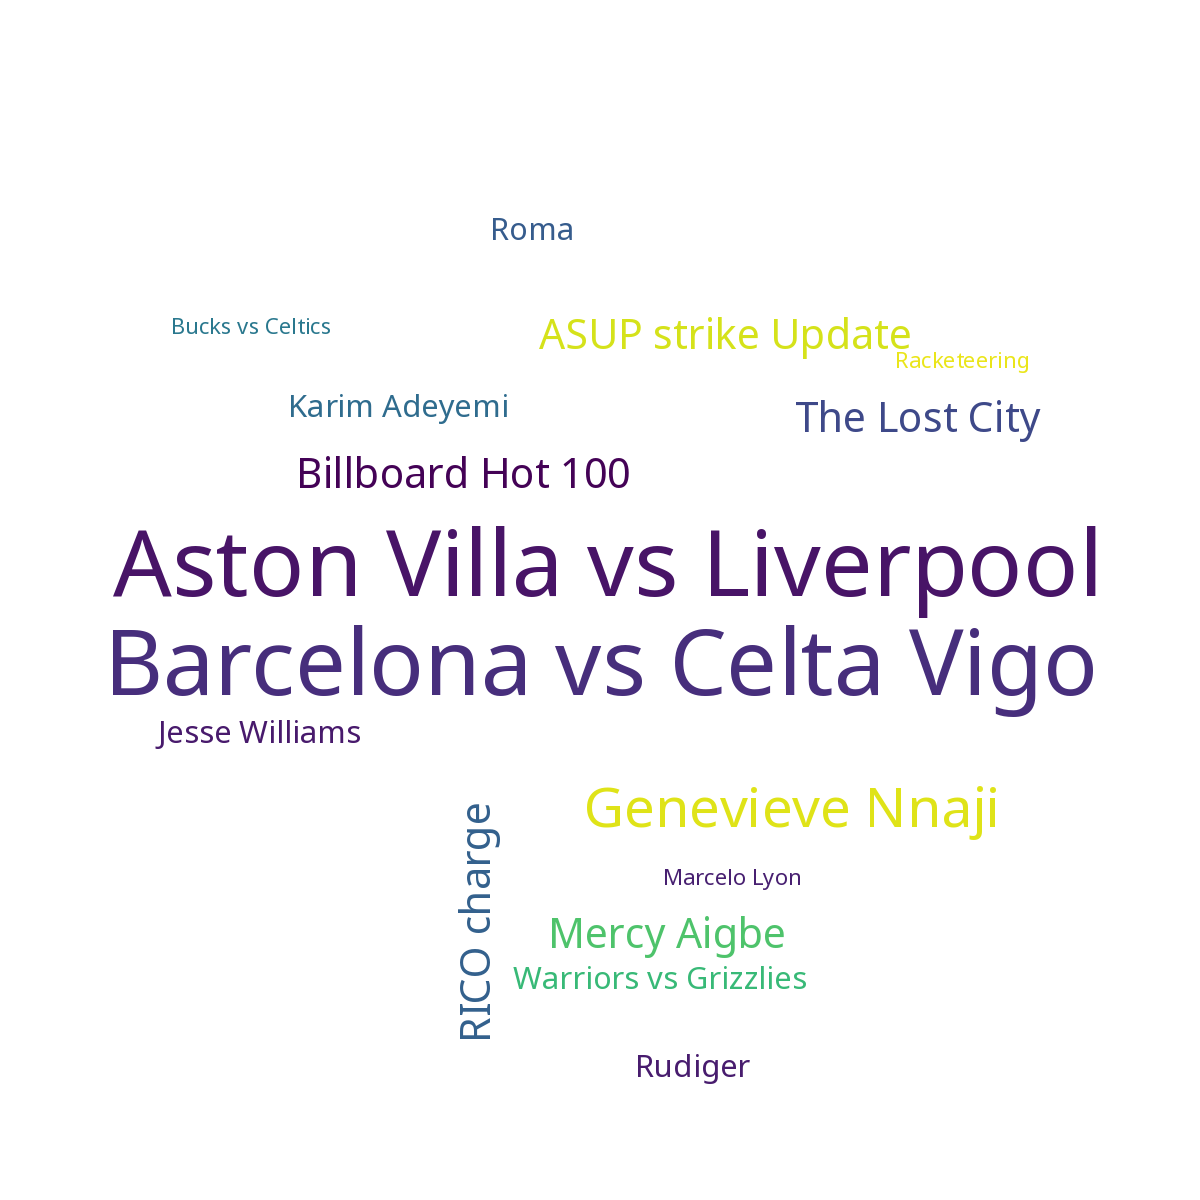 Roma
Bucks vs Celtics
ASUP strike Update
Racketeering
Karim Adeyemi
The Lost City
Billboard Hot 100
Aston Villa vs Liverpool
Barcelona vs Celta Vigo
Jesse Williams
Genevieve Nnaji
RICO charge
Marcelo Lyon
Mercy Aigbe
Warriors vs Grizzlies
Rudiger